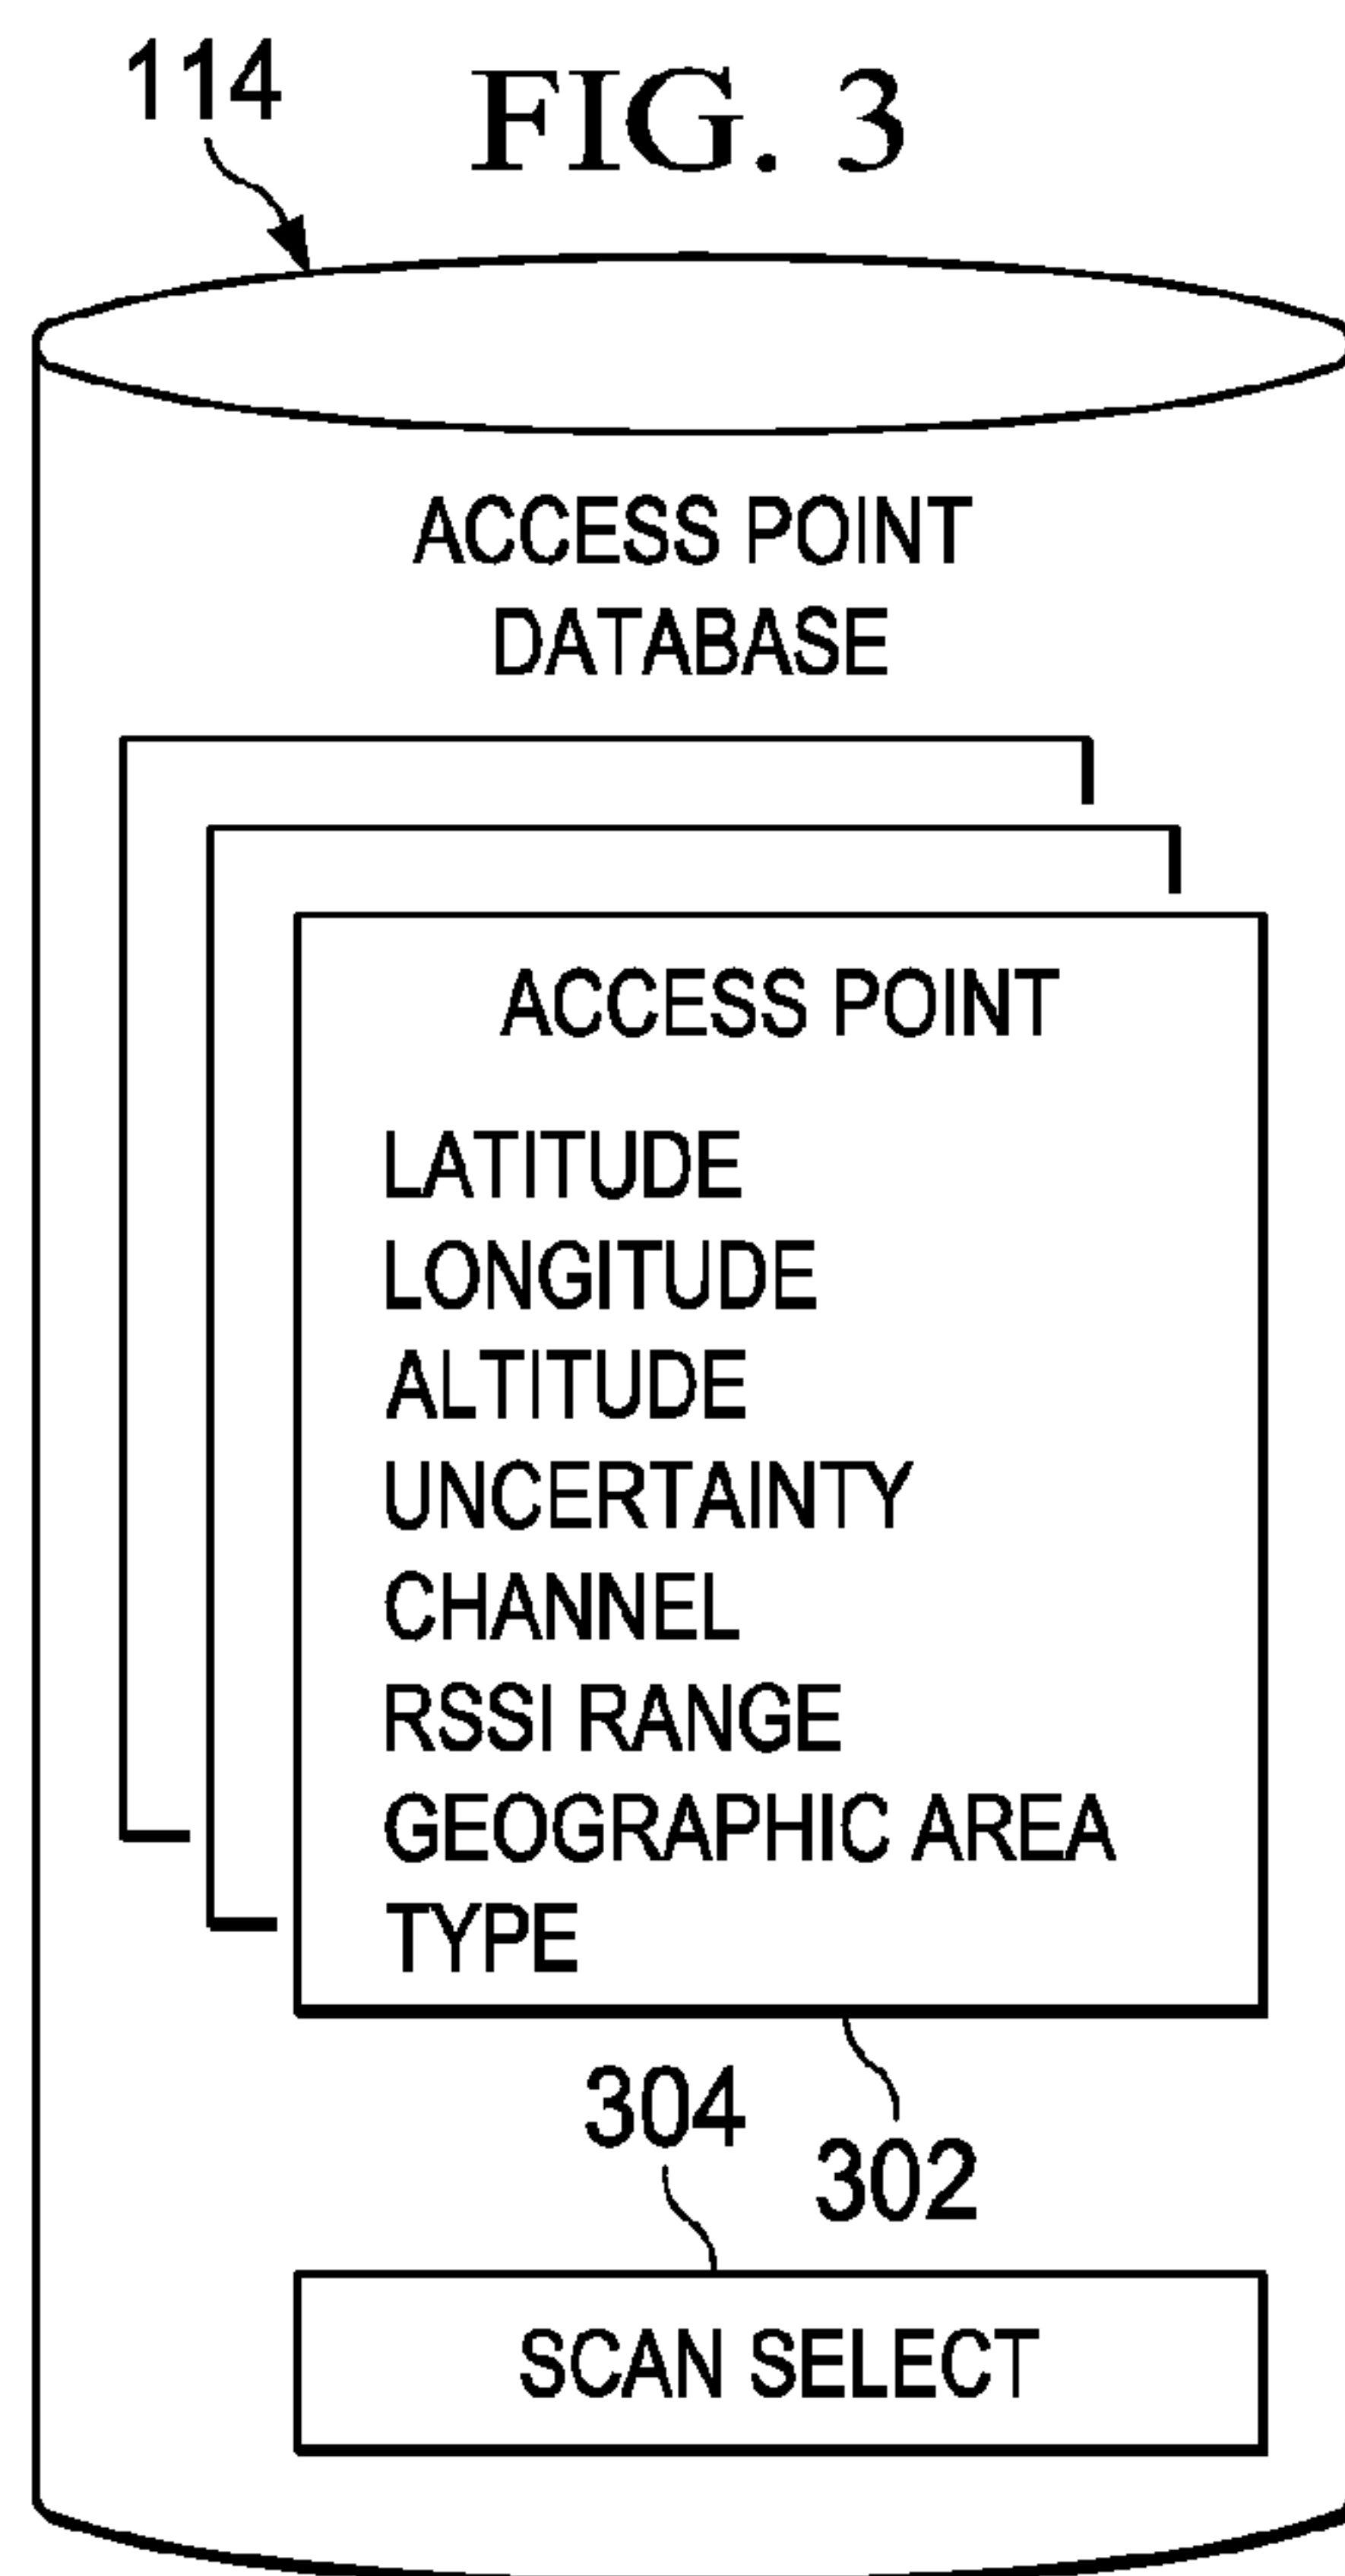 114
FIG. 3
ACCESS POINT
DATABASE
ACCESS POINT
LATITUDE
LONGITUDE
ALTITUDE
UNCERTAINTY
CHANNEL
RSSI RANGE
GEOGRAPHIC AREA
TYPE
304
302
SCAN SELECT